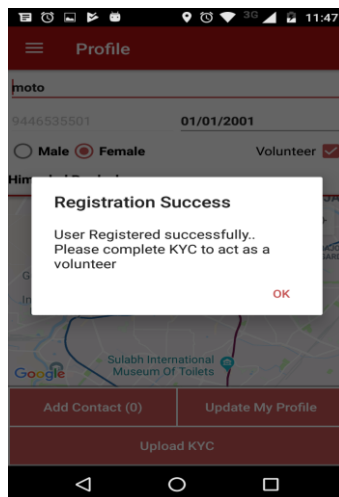 3G 11:47
Profile
moto
9446535501 01/01/2001
Male Female Volunteer
Registration Success
User Registered successfully..
Please complete KYC to act as a
volunteer
OK
Sulabh International
Museum Of Toilets
Google
Add Contact (0) Update My Profile
Upload KYC